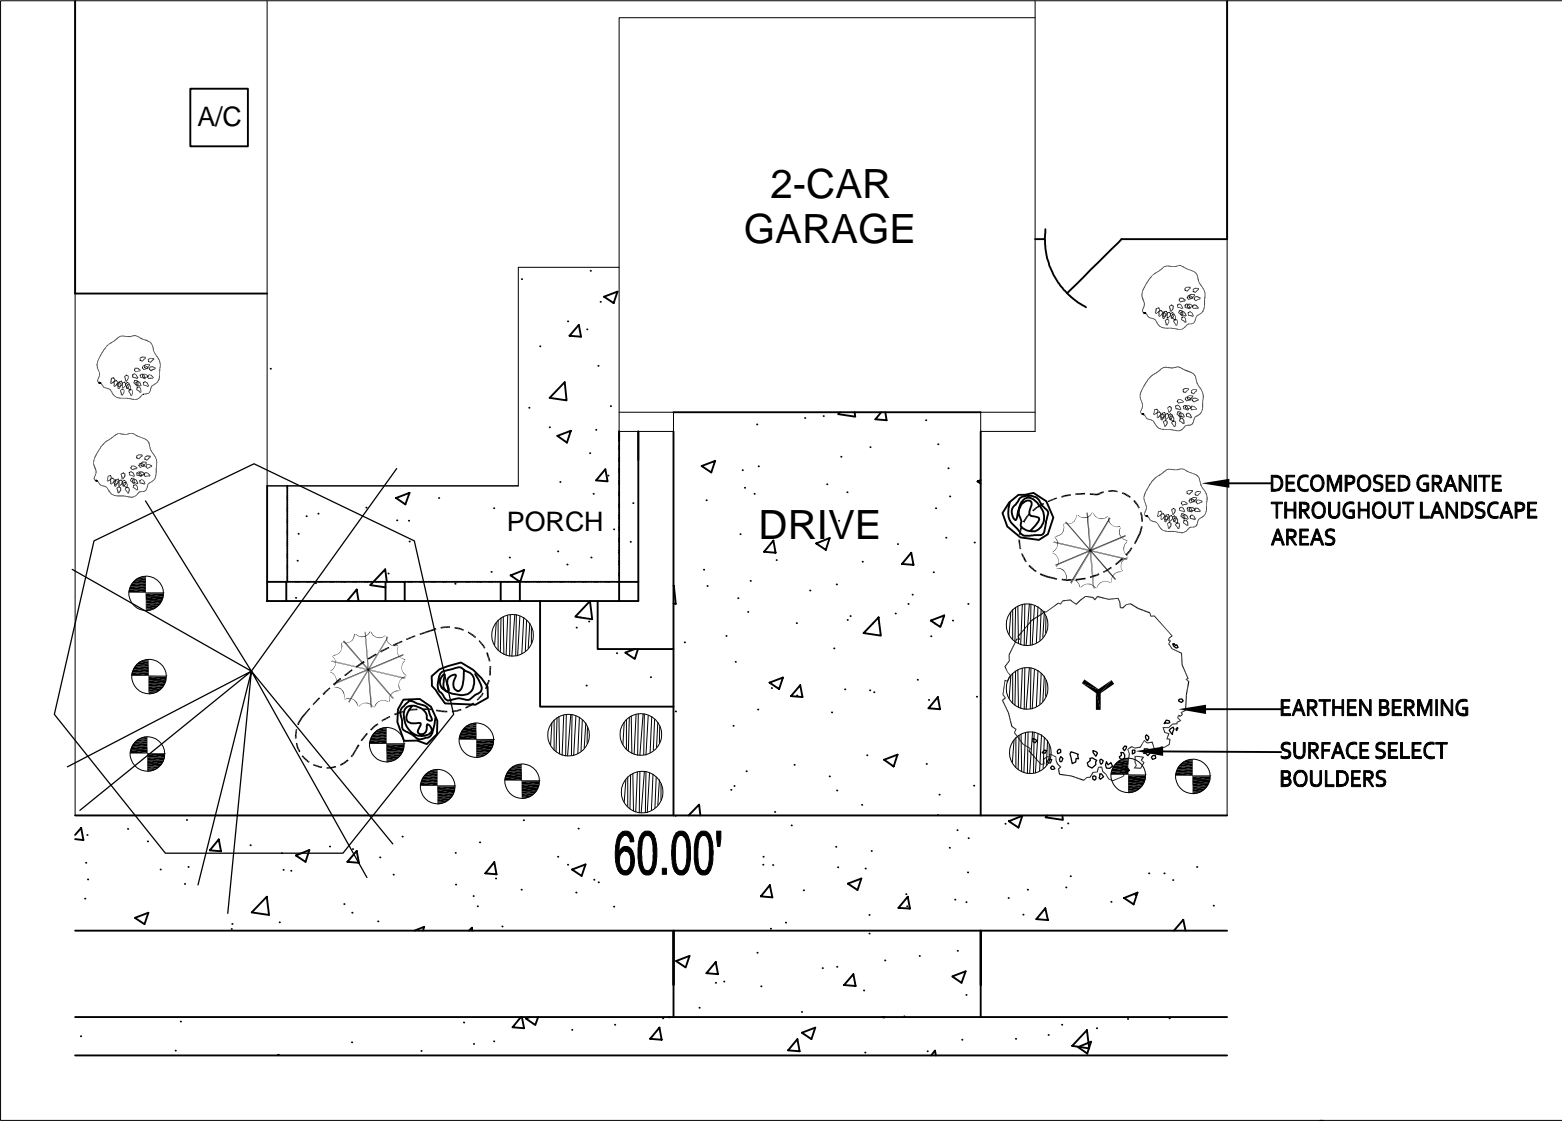 A/C
2-CAR
GARAGE
PORCH
DRIVE
DECOMPOSED GRANITE
THROUGHOUT LANDSCAPE
AREAS
EARTHEN BERMING
SURFACE SELECT
BOULDERS
60.00'